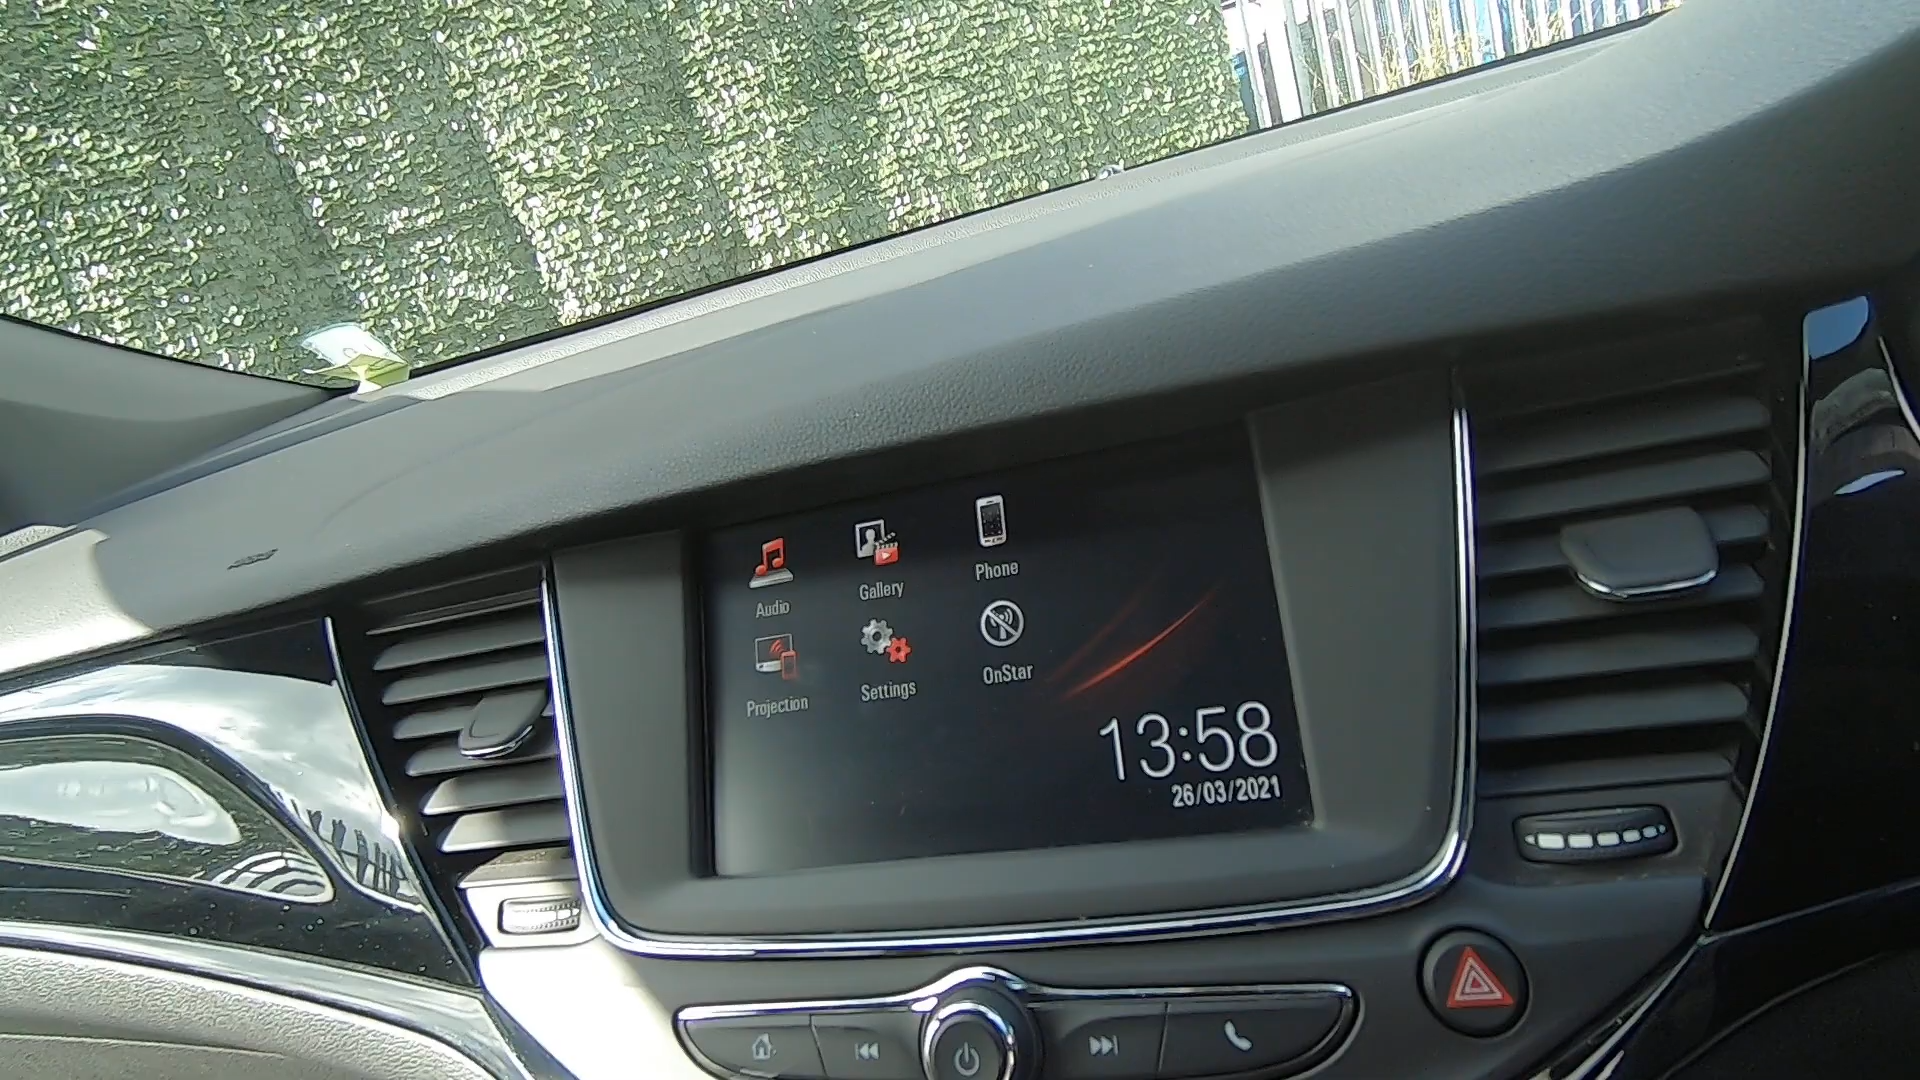 Audio
Gallery
Phone
Projection
Settings
OnStar
13:58
26/03/2021